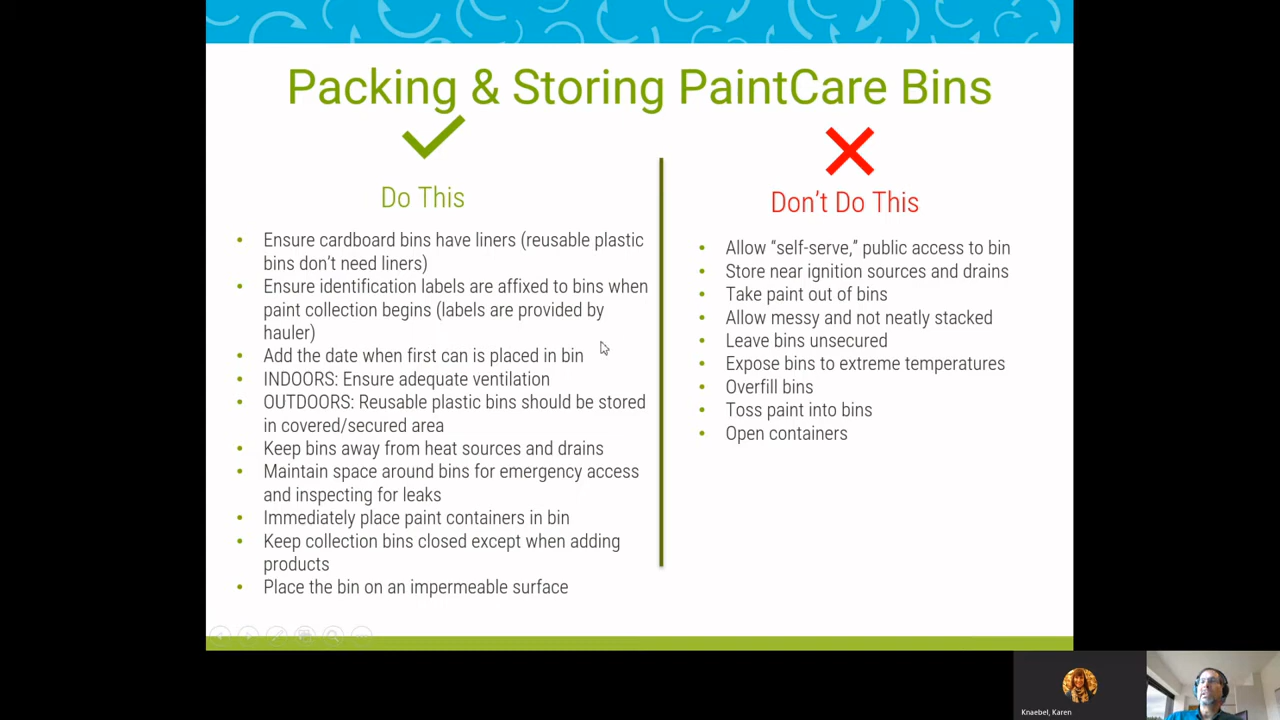 Packing & Storing PaintCare Bins
Do This
• Ensure cardboard bins have liners (reusable plastic
bins don’t need liners)
• Ensure identification labels are affixed to bins when
paint collection begins (labels are provided by
hauler)
• Add the date when first can is placed in bin
• INDOORS: Ensure adequate ventilation
• OUTDOORS: Reusable plastic bins should be stored
in covered/secured area
• Keep bins away from heat sources and drains
• Maintain space around bins for emergency access
and inspecting for leaks
• Immediately place paint containers in bin
• Keep collection bins closed except when adding
products
• Place the bin on an impermeable surface
Don’t Do This
• Allow “self-serve,” public access to bin
• Store near ignition sources and drains
• Take paint out of bins
• Allow messy and not neatly stacked
• Leave bins unsecured
• Expose bins to extreme temperatures
• Overfill bins
• Toss paint into bins
• Open containers
Knaebel, Karen